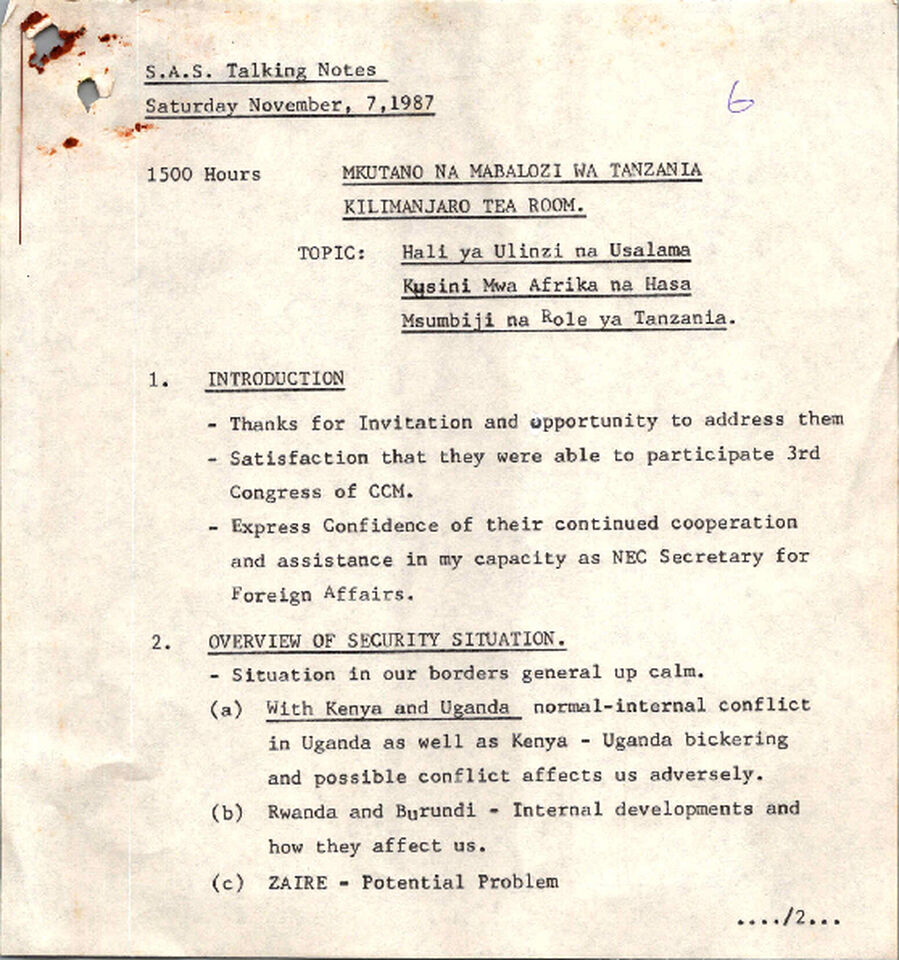 S.A.S. Talking Notes
Saturday November, 7,1987
6
1500 Hours MKUTANO NA MABALOZI WA TANZANIA
KILIMANJARO TEA ROOM.
TOPIC: Hali ya Ulinzi na Usalama
Kusini Mwa Afrika na Hasa
Msumbiji na Role ya Tanzania.
1. INTRODUCTION
- Thanks for Invitation and opportunity to address them
- Satisfaction that they were able to participate 3rd
Congress of CCM.
- Express Confidence of their continued cooperation
and assistance in my capacity as NEC Secretary for
Foreign Affairs.
2. OVERVIEW OF SECURITY SITUATION.
- Situation in our borders general up calm.
(a) With Kenya and Uganda normal-internal conflict
in Uganda as well as Kenya - Uganda bickering
and possible conflict affects us adversely.
(b) Rwanda and Burundi - Internal developments and
how they affect us.
(c) ZAIRE - Potential Problem
..../2...